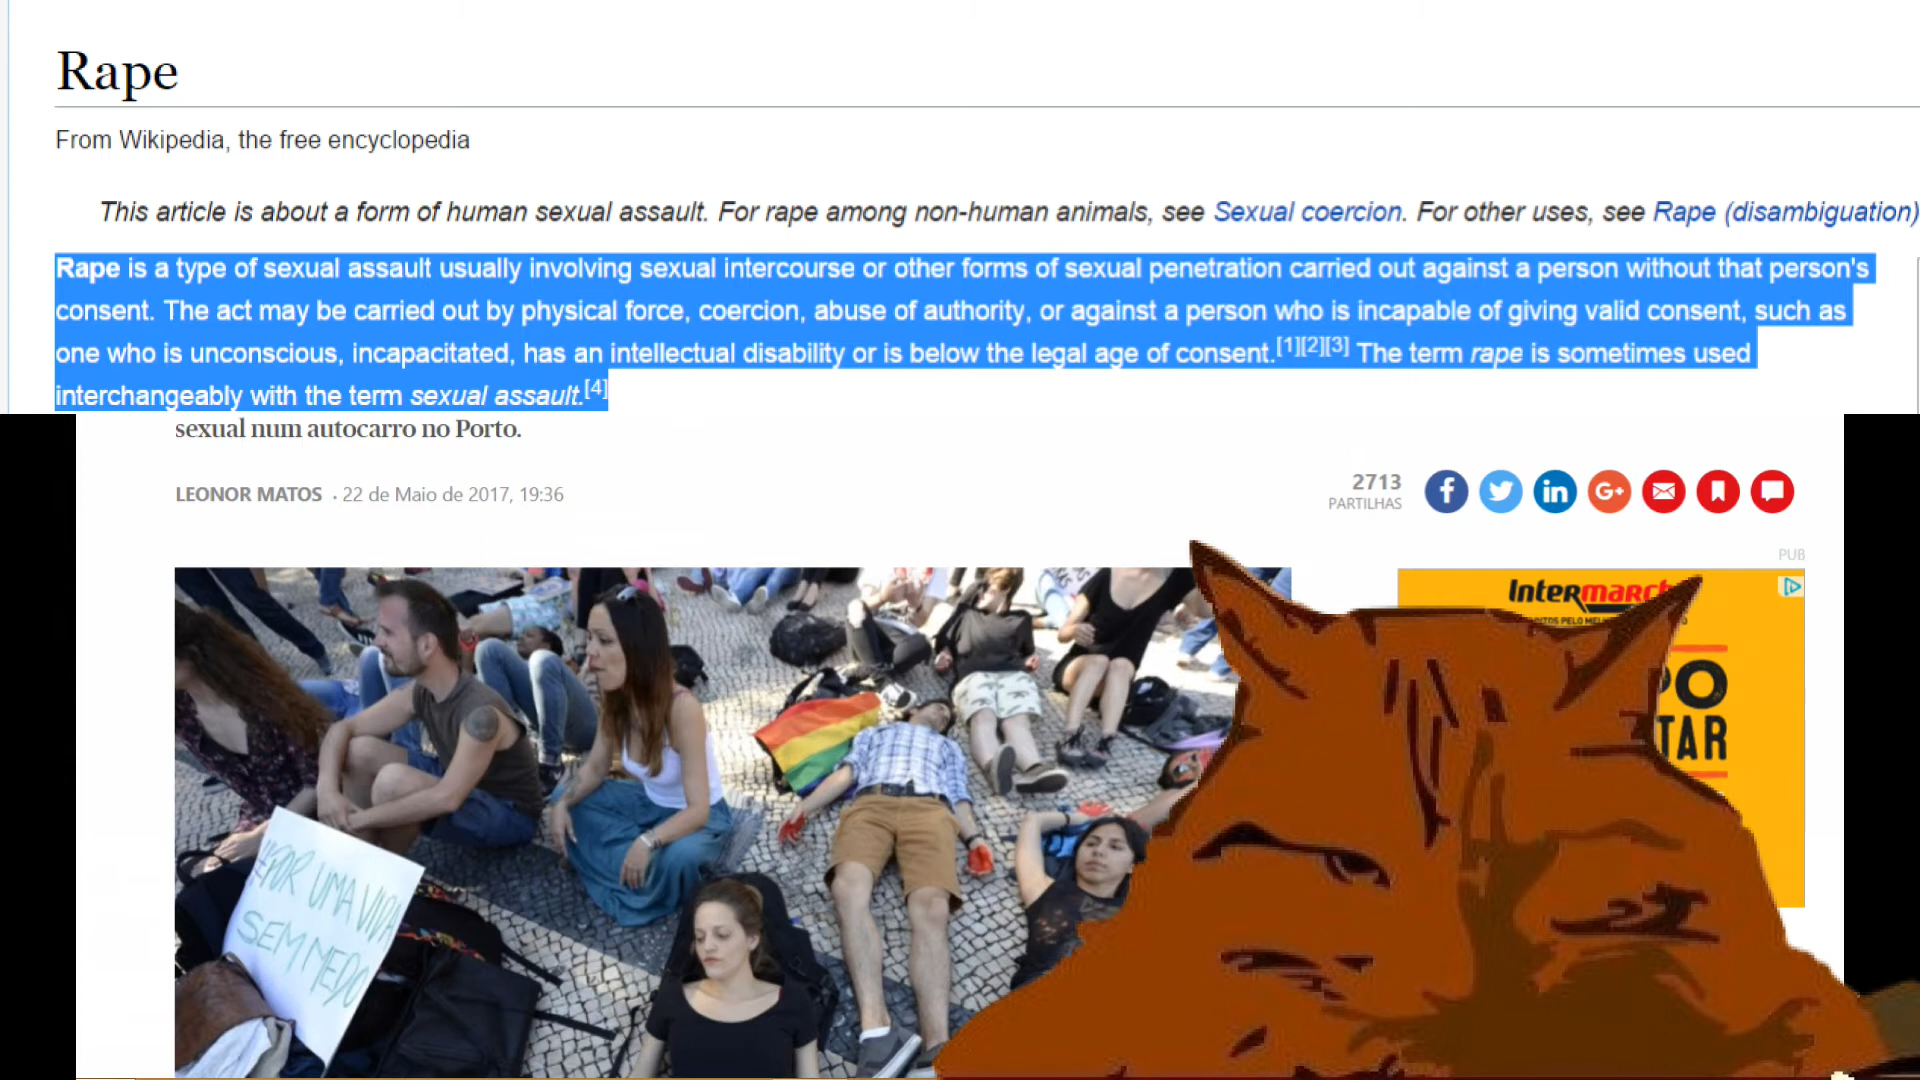 Rape
From Wikipedia, the free encyclopedia
This article is about a form of human sexual assault. For rape among non-human animals, see Sexual coercion. For other uses, see Rape (disambiguation)
Rape is a type of sexual assault usually involving sexual intercourse or other forms of sexual penetration carried out against a person without that person's
consent. The act may be carried out by physical force, coercion, abuse of authority, or against a person who is incapable of giving valid consent, such as
one who is unconscious, incapacitated, has an intellectual disability or is below the legal age of consent.[1][2][3] The term rape is sometimes used
interchangeably with the term sexual assault.[4]
sexual num autocarro no Porto.
LEONOR MATOS · 22 de Maio de 2017, 19:36
2713
PARTILHAS
f
in
G+
PUB
Intermarc
PO
TAR
#POR UMA VIDA
SEM MEDO